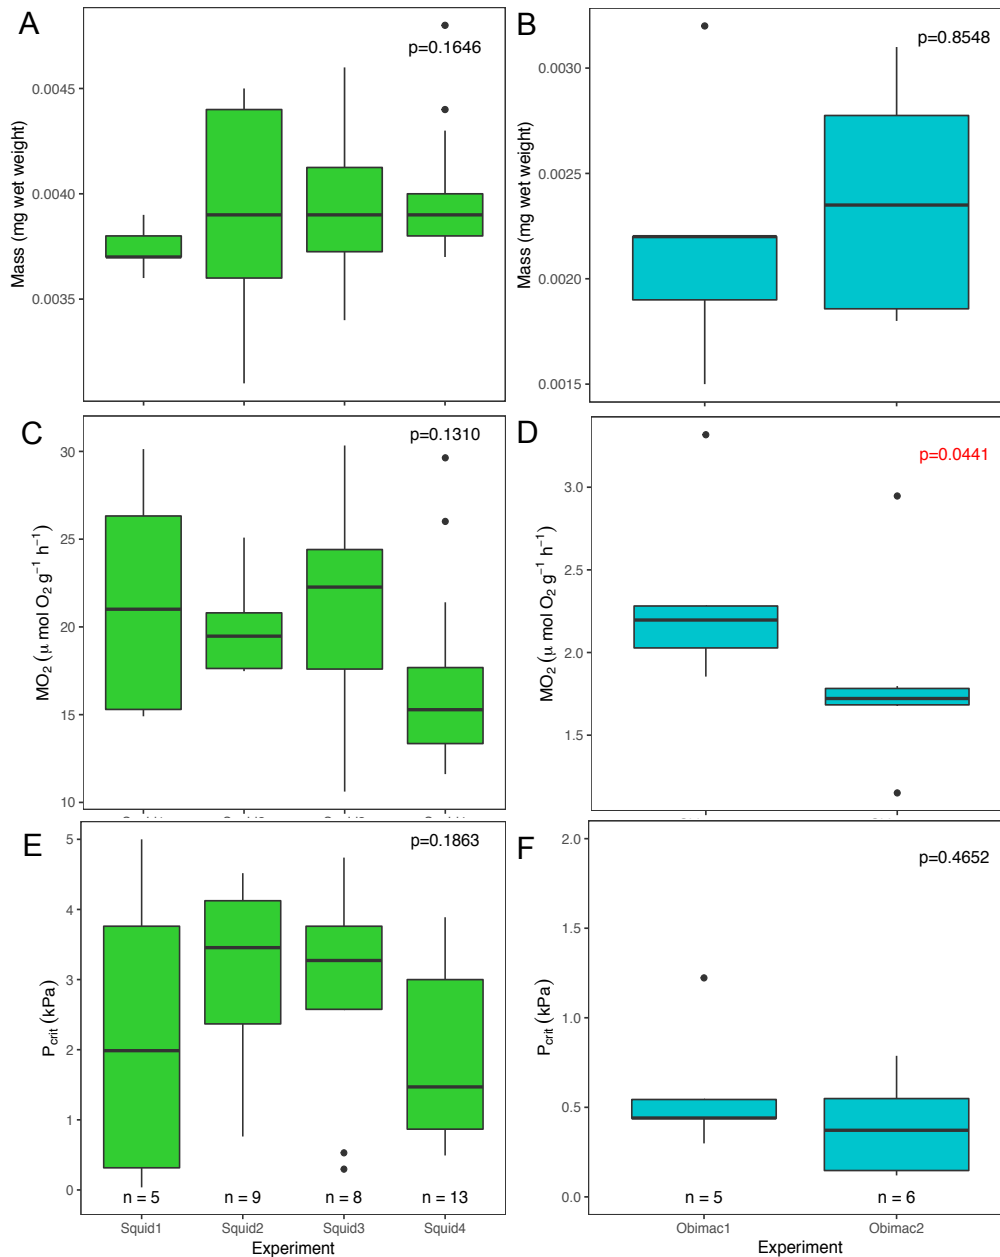 A
p=0.1646
0.0045
0.0040
0.0035
Mass (mg wet weight)
B
p=0.8548
0.0030
0.0025
0.0020
0.0015
Mass (mg wet weight)
C
p=0.1310
30
25
20
15
10
MO₂ (μ mol O₂ g⁻¹ h⁻¹)
D
p=0.0441
3.0
2.5
2.0
1.5
MO₂ (μ mol O₂ g⁻¹ h⁻¹)
E
p=0.1863
5
4
3
2
1
0
P_crit (kPa)
n = 5 n = 9 n = 8 n = 13
Squid1 Squid2 Squid3 Squid4
Experiment
F
p=0.4652
2.0
1.5
1.0
0.5
0.0
P_crit (kPa)
n = 5 n = 6
Obimac1 Obimac2
Experiment